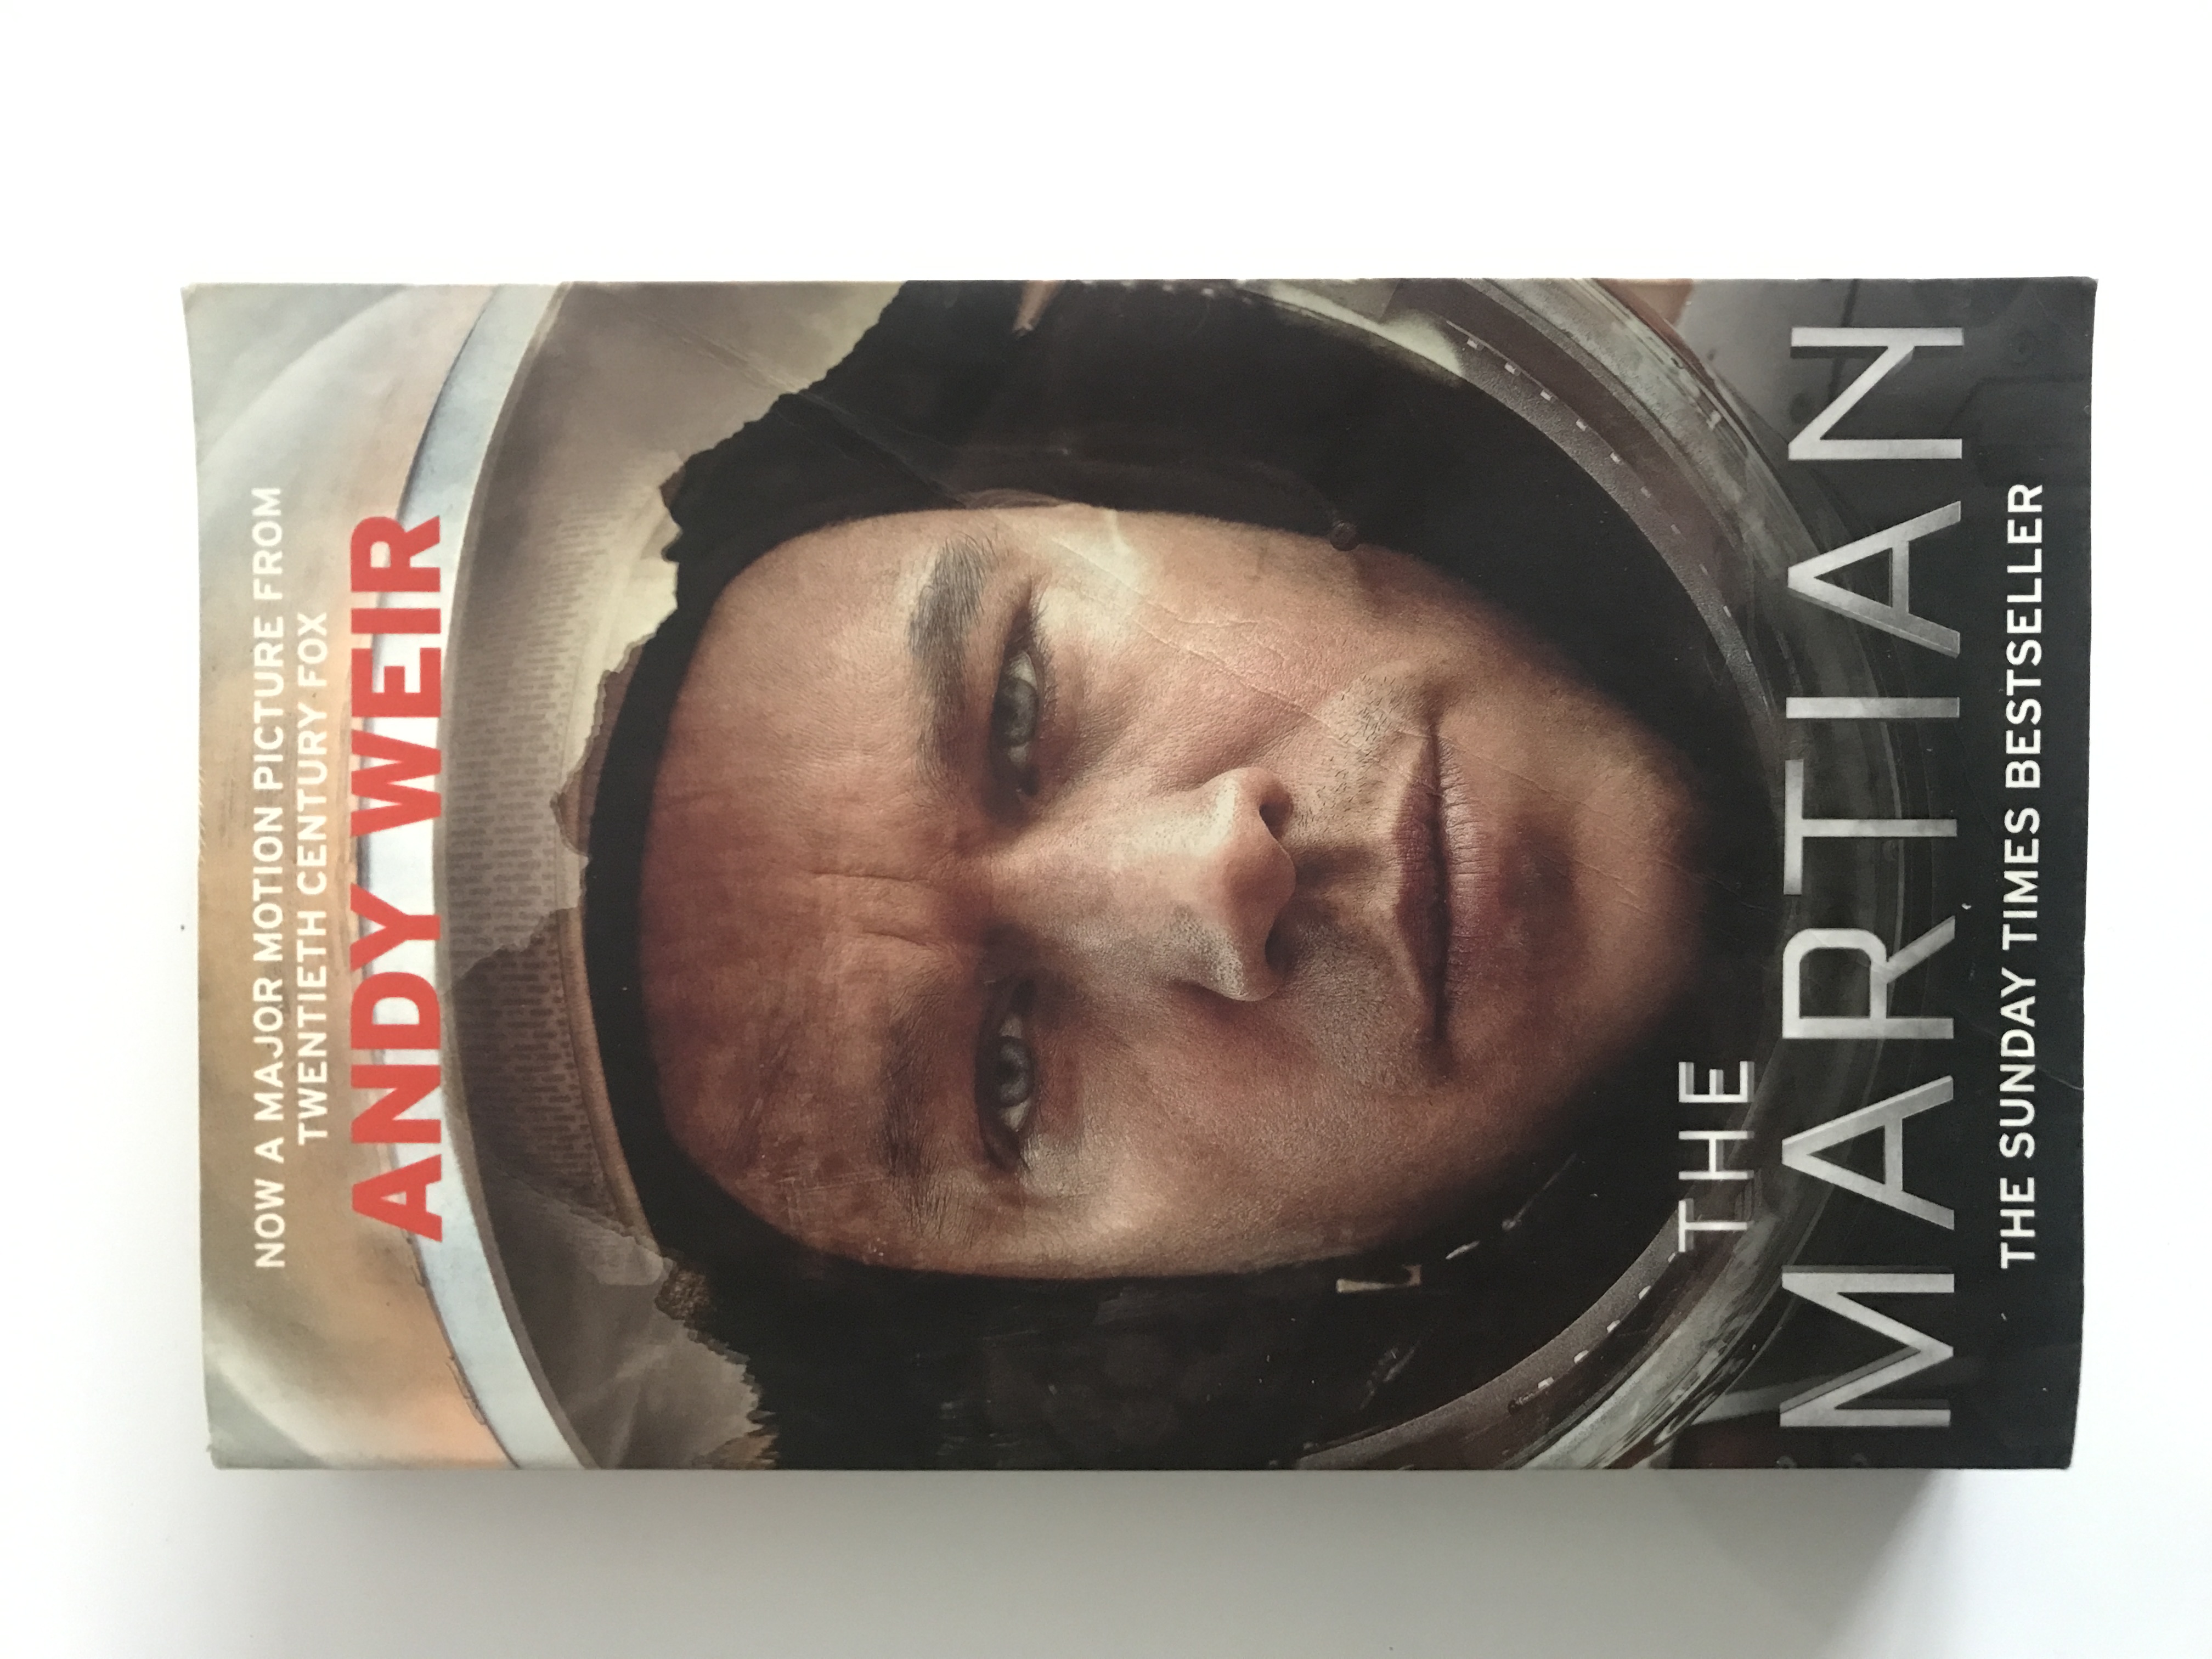 NOW A MAJOR MOTION PICTURE FROM
TWENTIETH CENTURY FOX
ANDY WEIR
THE
MARTIAN
THE SUNDAY TIMES BESTSELLER